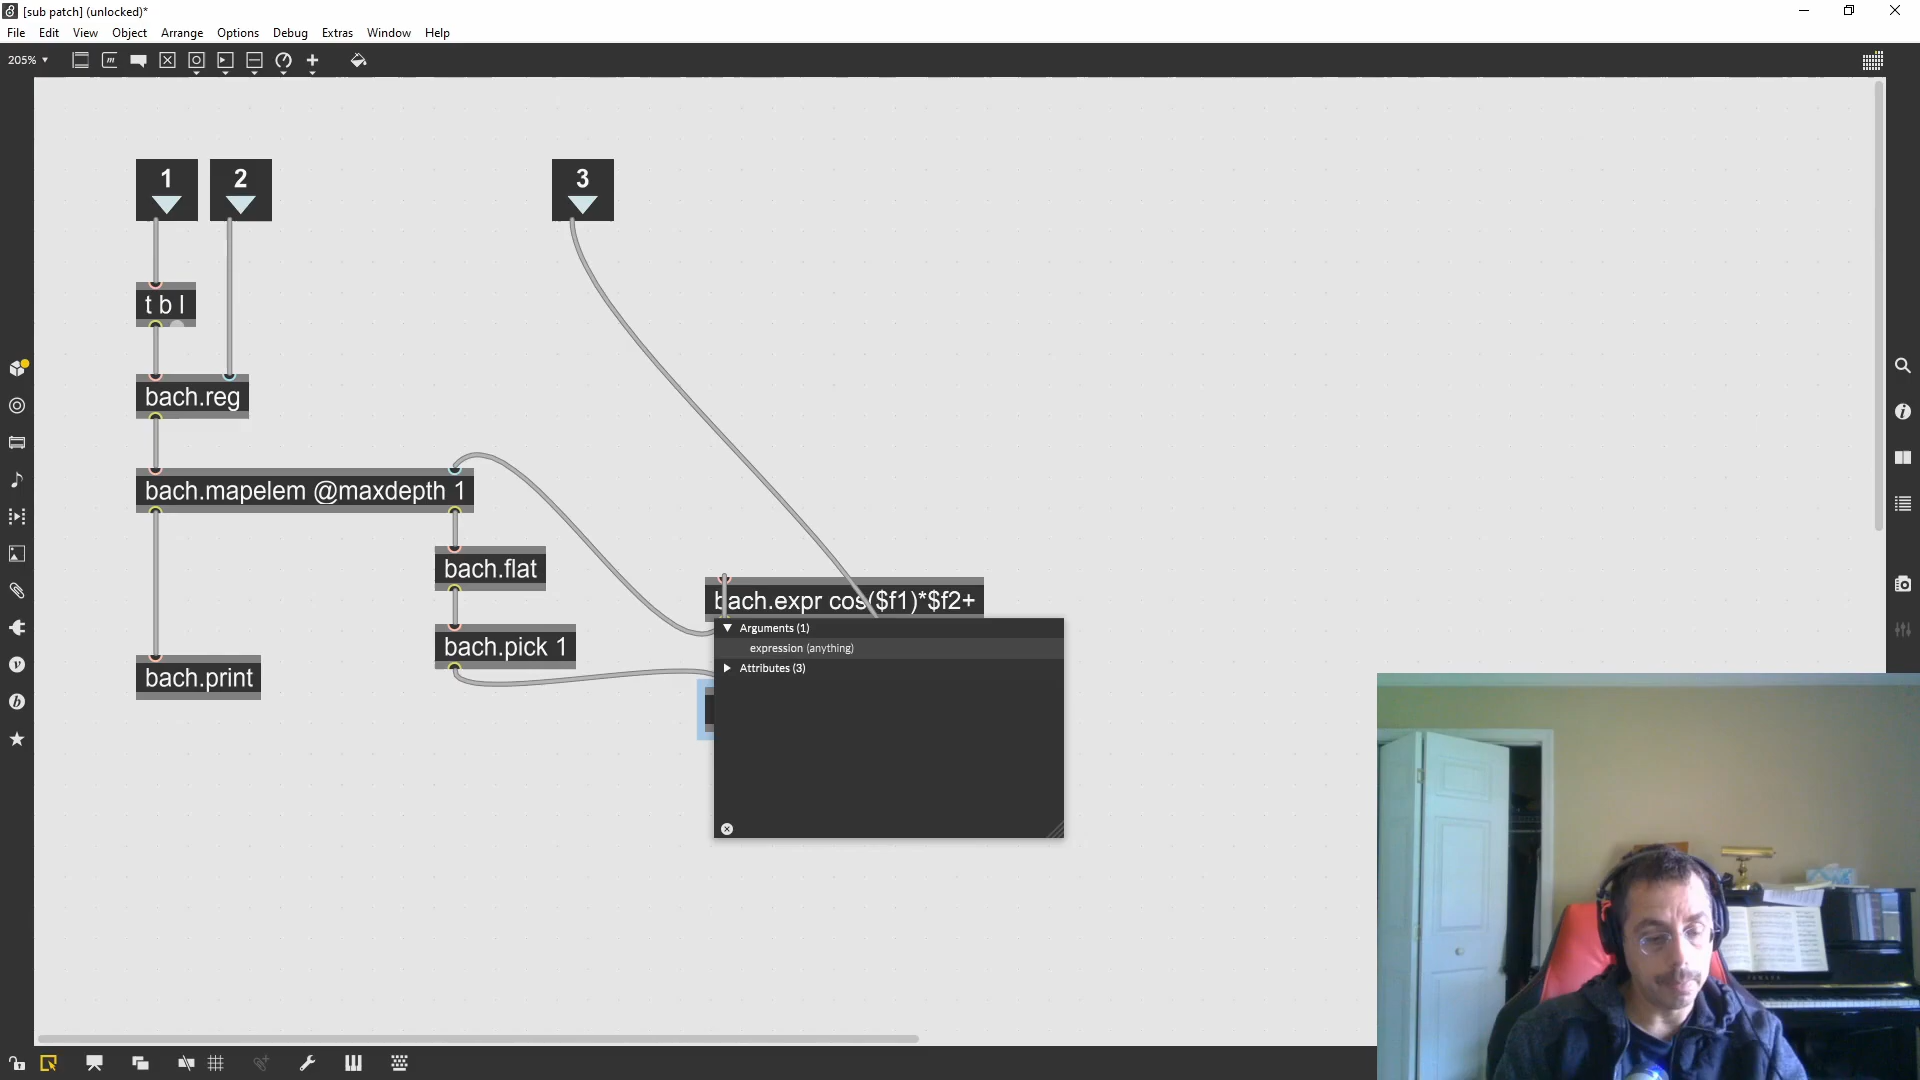 [sub patch] (unlocked)*
File Edit View Object Arrange Options Debug Extras Window Help
205%
1 2 3
t b l
bach.reg
bach.mapelem @maxdepth 1
bach.flat
bach.expr cos($f1)*$f2+
Arguments (1)
bach.pick 1
expression (anything)
Attributes (3)
bach.print
YAMAHA